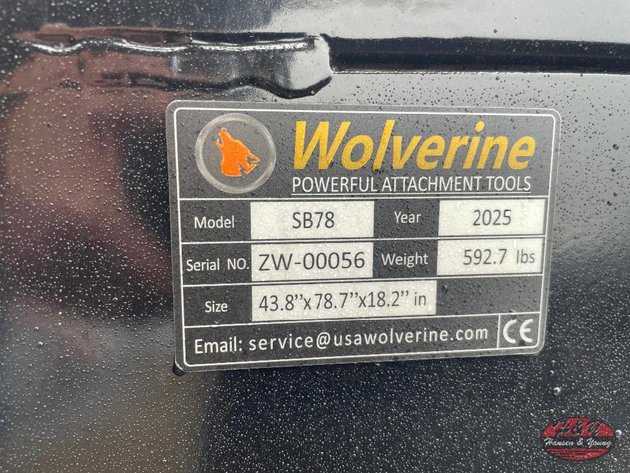 Wolverine
POWERFUL ATTACHMENT TOOLS
Model SB78 Year 2025
Serial NO. ZW-00056 Weight 592.7 lbs
Size 43.8’’x78.7’’x18.2’’ in
Email: service@usawolverine.com CE
H&Y
Hansen & Young